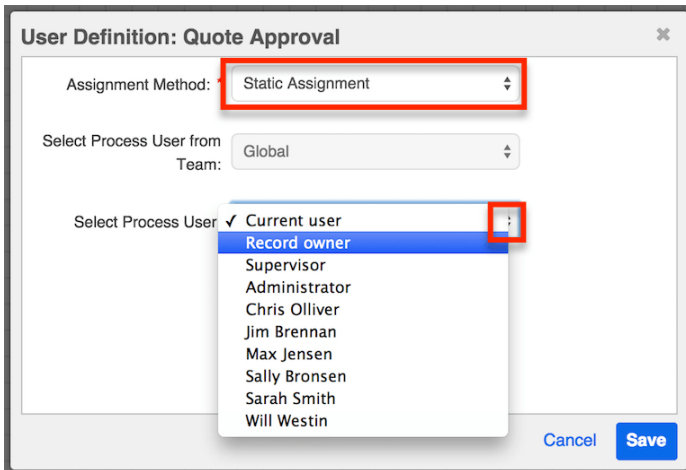 User Definition: Quote Approval
Assignment Method: * Static Assignment
Select Process User from
Team: Global
Select Process User ✓ Current user
Record owner
Supervisor
Administrator
Chris Olliver
Jim Brennan
Max Jensen
Sally Bronsen
Sarah Smith
Will Westin
Cancel Save